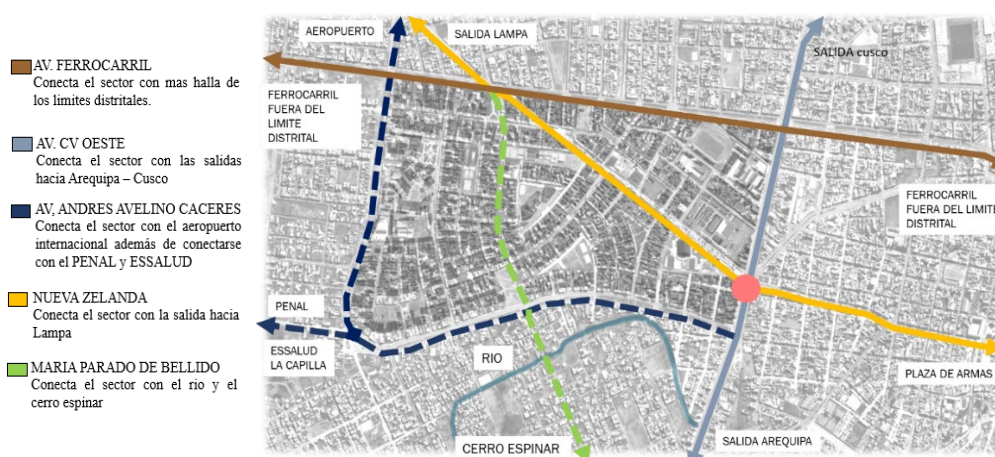 AV. FERROCARRIL
Conecta el sector con mas halla de
los limites distritales.
AV. CV OESTE
Conecta el sector con las salidas
hacia Arequipa – Cusco
AV, ANDRES AVELINO CACERES
Conecta el sector con el aeropuerto
internacional además de conectarse
con el PENAL y ESSALUD
NUEVA ZELANDA
Conecta el sector con la salida hacia
Lampa
MARIA PARADO DE BELLIDO
Conecta el sector con el rio y el
cerro espinar
AEROPUERTO
SALIDA LAMPA
SALIDA cusco
FERROCARRIL
FUERA DEL
LIMITE
DISTRITAL
FERROCARRIL
FUERA DEL LIMITE
DISTRITAL
PENAL
ESSALUD
LA CAPILLA
RIO
PLAZA DE ARMAS
CERRO ESPINAR
SALIDA AREQUIPA